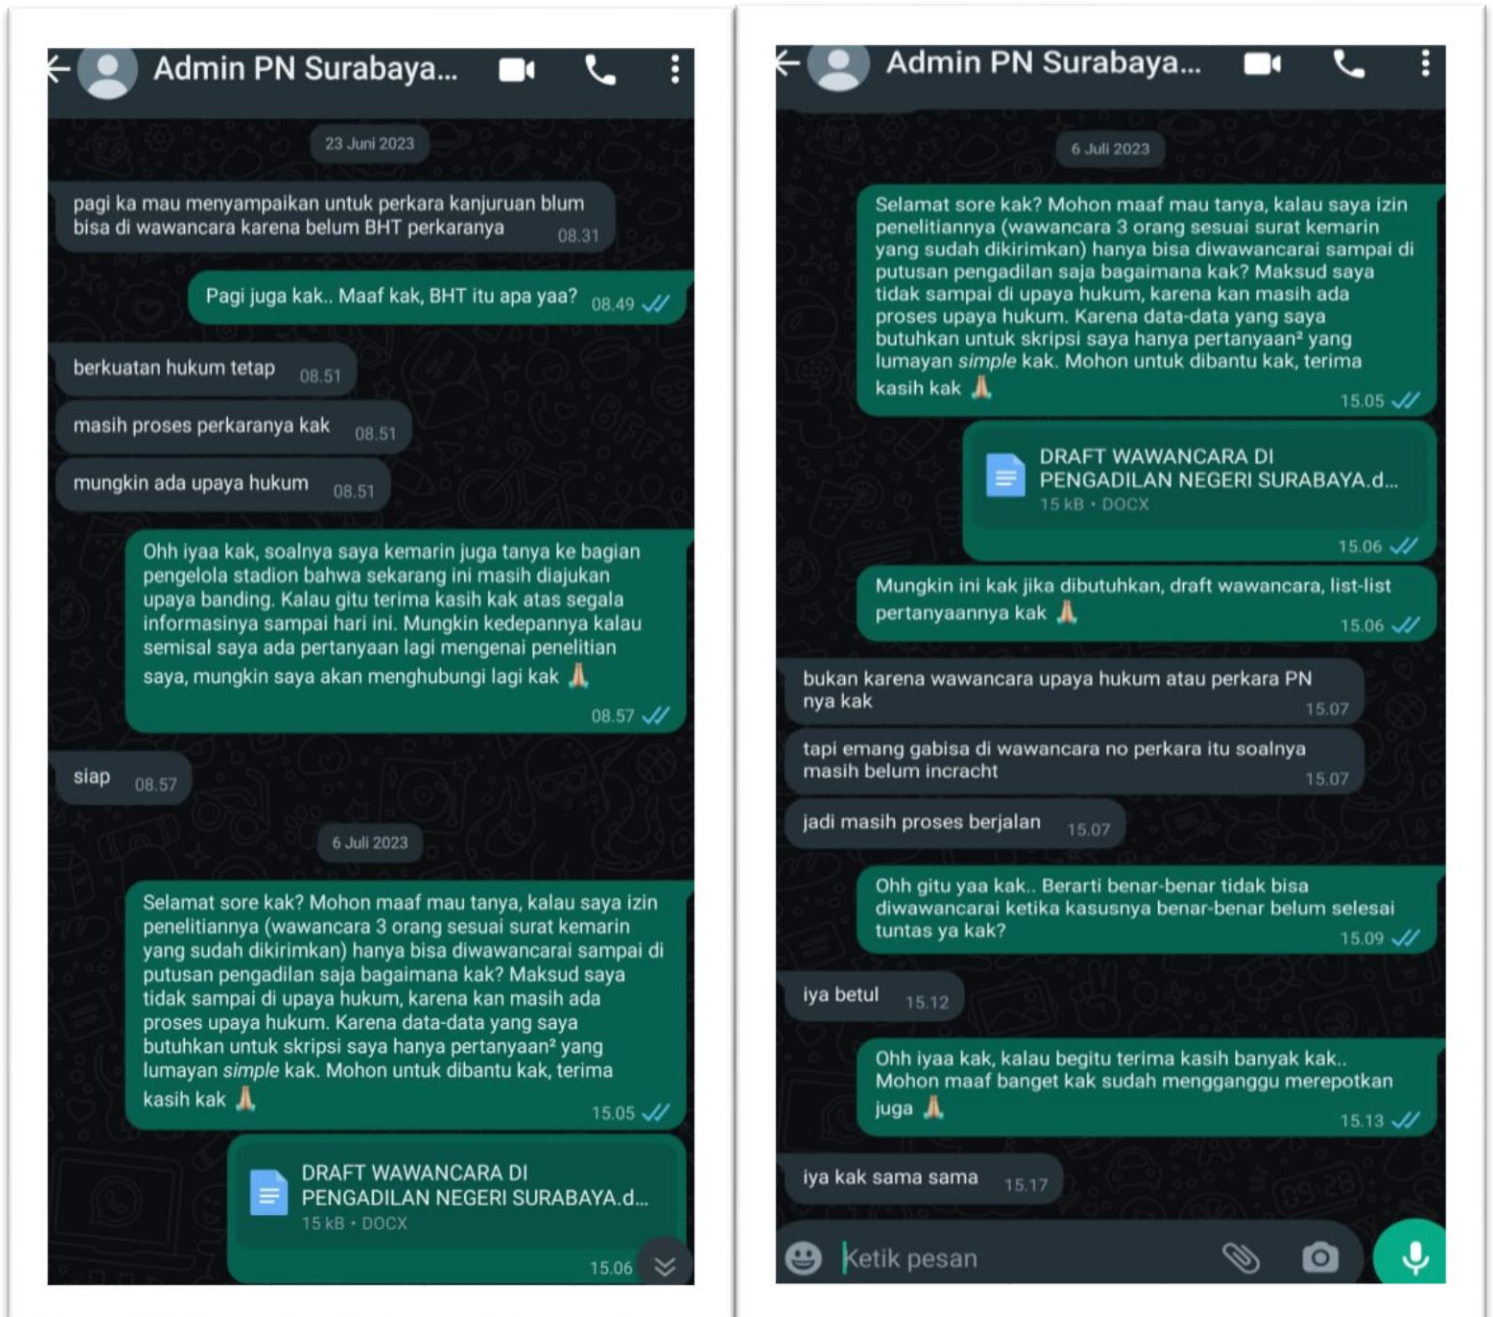 Admin PN Surabaya...
23 Juni 2023
pagi ka mau menyampaikan untuk perkara kanjuruan blum
bisa di wawancara karena belum BHT perkaranya
08.31
Pagi juga kak.. Maaf kak, BHT itu apa yaa? 08.49
berkuatan hukum tetap 08.51
masih proses perkaranya kak 08.51
mungkin ada upaya hukum 08.51
Ohh iyaa kak, soalnya saya kemarin juga tanya ke bagian
pengelola stadion bahwa sekarang ini masih diajukan
upaya banding. Kalau gitu terima kasih kak atas segala
informasinya sampai hari ini. Mungkin kedepannya kalau
semisal saya ada pertanyaan lagi mengenai penelitian
saya, mungkin saya akan menghubungi lagi kak 🙏
08.57
siap 08.57
6 Juli 2023
Selamat sore kak? Mohon maaf mau tanya, kalau saya izin
penelitiannya (wawancara 3 orang sesuai surat kemarin
yang sudah dikirimkan) hanya bisa diwawancarai sampai di
putusan pengadilan saja bagaimana kak? Maksud saya
tidak sampai di upaya hukum, karena kan masih ada
proses upaya hukum. Karena data-data yang saya
butuhkan untuk skripsi saya hanya pertanyaan² yang
lumayan simple kak. Mohon untuk dibantu kak, terima
kasih kak 🙏
15.05
DRAFT WAWANCARA DI
PENGADILAN NEGERI SURABAYA.d...
15 kB • DOCX
15.06
Admin PN Surabaya...
6 Juli 2023
Selamat sore kak? Mohon maaf mau tanya, kalau saya izin
penelitiannya (wawancara 3 orang sesuai surat kemarin
yang sudah dikirimkan) hanya bisa diwawancarai sampai di
putusan pengadilan saja bagaimana kak? Maksud saya
tidak sampai di upaya hukum, karena kan masih ada
proses upaya hukum. Karena data-data yang saya
butuhkan untuk skripsi saya hanya pertanyaan² yang
lumayan simple kak. Mohon untuk dibantu kak, terima
kasih kak 🙏
15.05
DRAFT WAWANCARA DI
PENGADILAN NEGERI SURABAYA.d...
15 kB • DOCX
15.06
Mungkin ini kak jika dibutuhkan, draft wawancara, list-list
pertanyaannya kak 🙏
15.06
bukan karena wawancara upaya hukum atau perkara PN
nya kak
15.07
tapi emang gabisa di wawancara no perkara itu soalnya
masih belum incracht
15.07
jadi masih proses berjalan 15.07
Ohh gitu yaa kak.. Berarti benar-benar tidak bisa
diwawancarai ketika kasusnya benar-benar belum selesai
tuntas ya kak?
15.09
iya betul 15.12
Ohh iyaa kak, kalau begitu terima kasih banyak kak..
Mohon maaf banget kak sudah mengganggu merepotkan
juga 🙏
15.13
iya kak sama sama 15.17
Ketik pesan